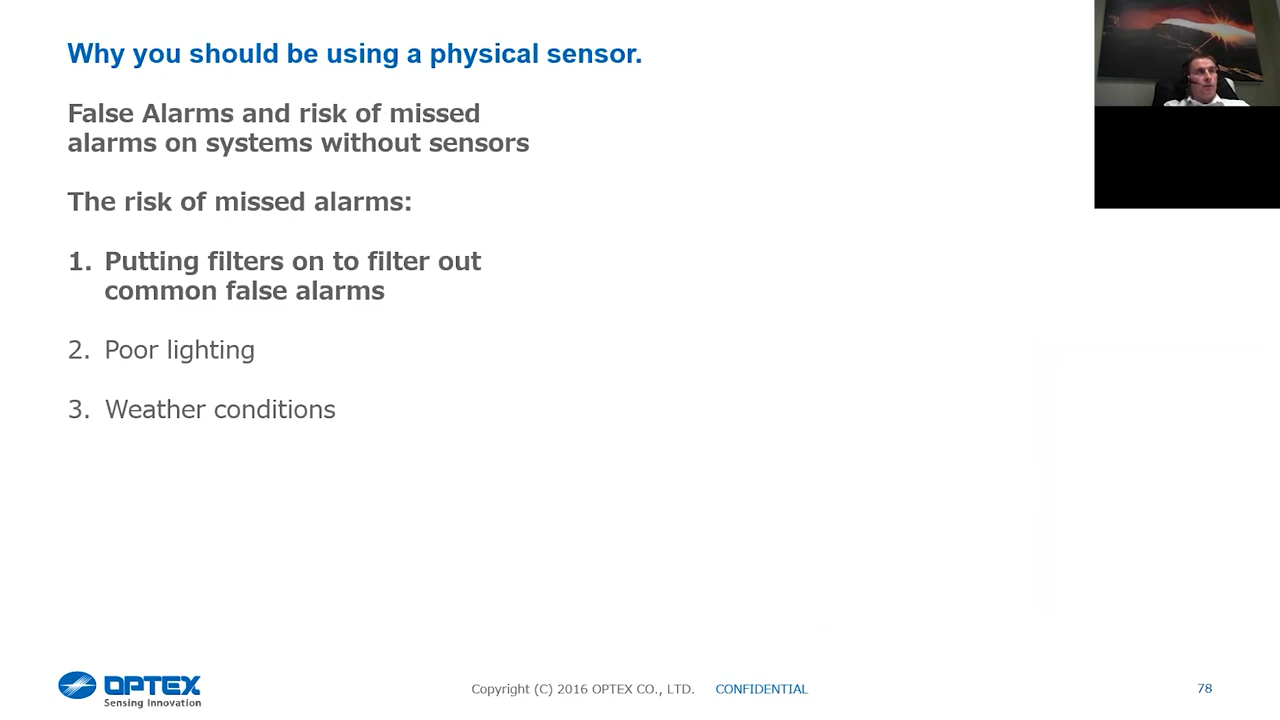 Why you should be using a physical sensor.
False Alarms and risk of missed
alarms on systems without sensors
The risk of missed alarms:
1. Putting filters on to filter out
common false alarms
2. Poor lighting
3. Weather conditions
OPTEX
Sensing Innovation
Copyright (C) 2016 OPTEX CO., LTD. CONFIDENTIAL
78